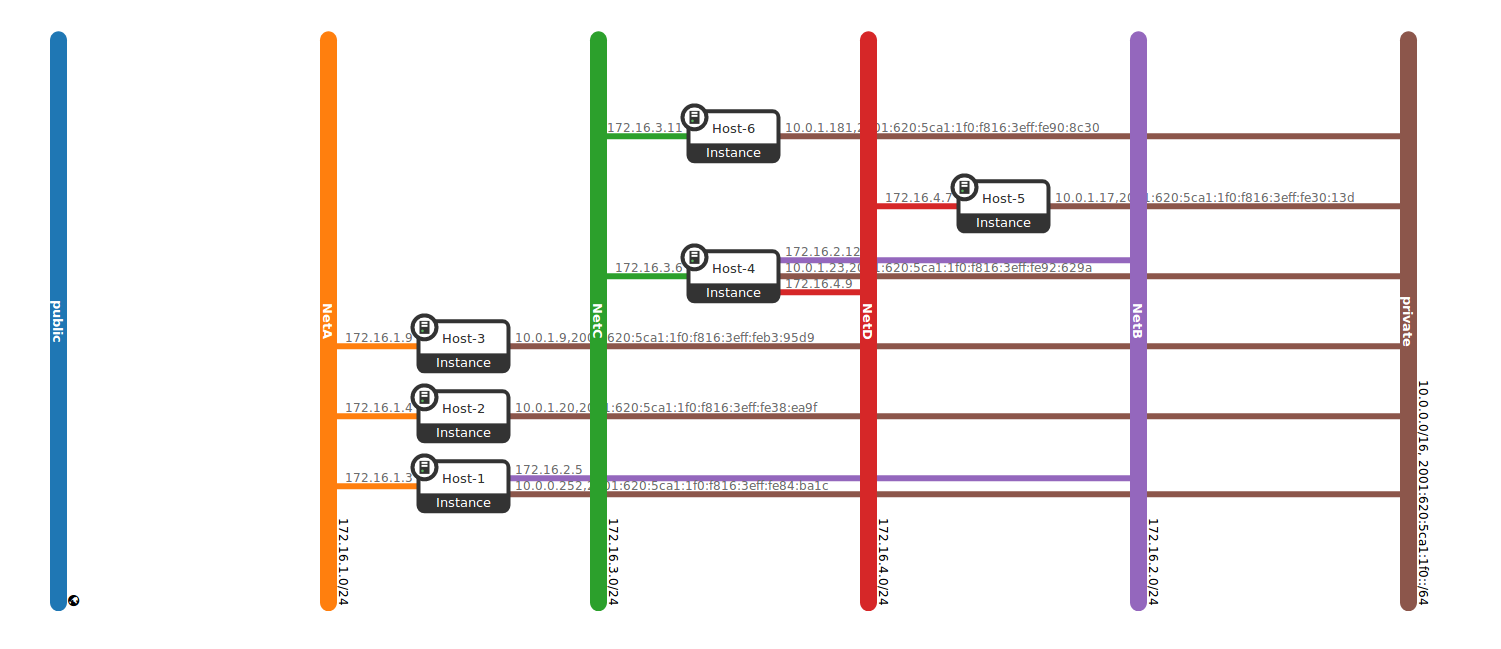 172.16.3.11
Host-6
Instance
10.0.1.181,2001:620:5ca1:1f0:f816:3eff:fe90:8c30
172.16.4.7
Host-5
Instance
10.0.1.17,2001:620:5ca1:1f0:f816:3eff:fe30:13d
172.16.3.6
Host-4
Instance
172.16.2.12
10.0.1.23,2001:620:5ca1:1f0:f816:3eff:fe92:629a
172.16.4.9
public
NetA
NetC
NetD
NetB
private
172.16.1.9
Host-3
Instance
10.0.1.9,2001:620:5ca1:1f0:f816:3eff:feb3:95d9
172.16.1.4
Host-2
Instance
10.0.1.20,2001:620:5ca1:1f0:f816:3eff:fe38:ea9f
172.16.1.3
Host-1
Instance
172.16.2.5
10.0.0.252,2001:620:5ca1:1f0:f816:3eff:fe84:ba1c
172.16.1.0/24
172.16.3.0/24
172.16.4.0/24
172.16.2.0/24
10.0.0.0/16, 2001:620:5ca1:1f0::/64